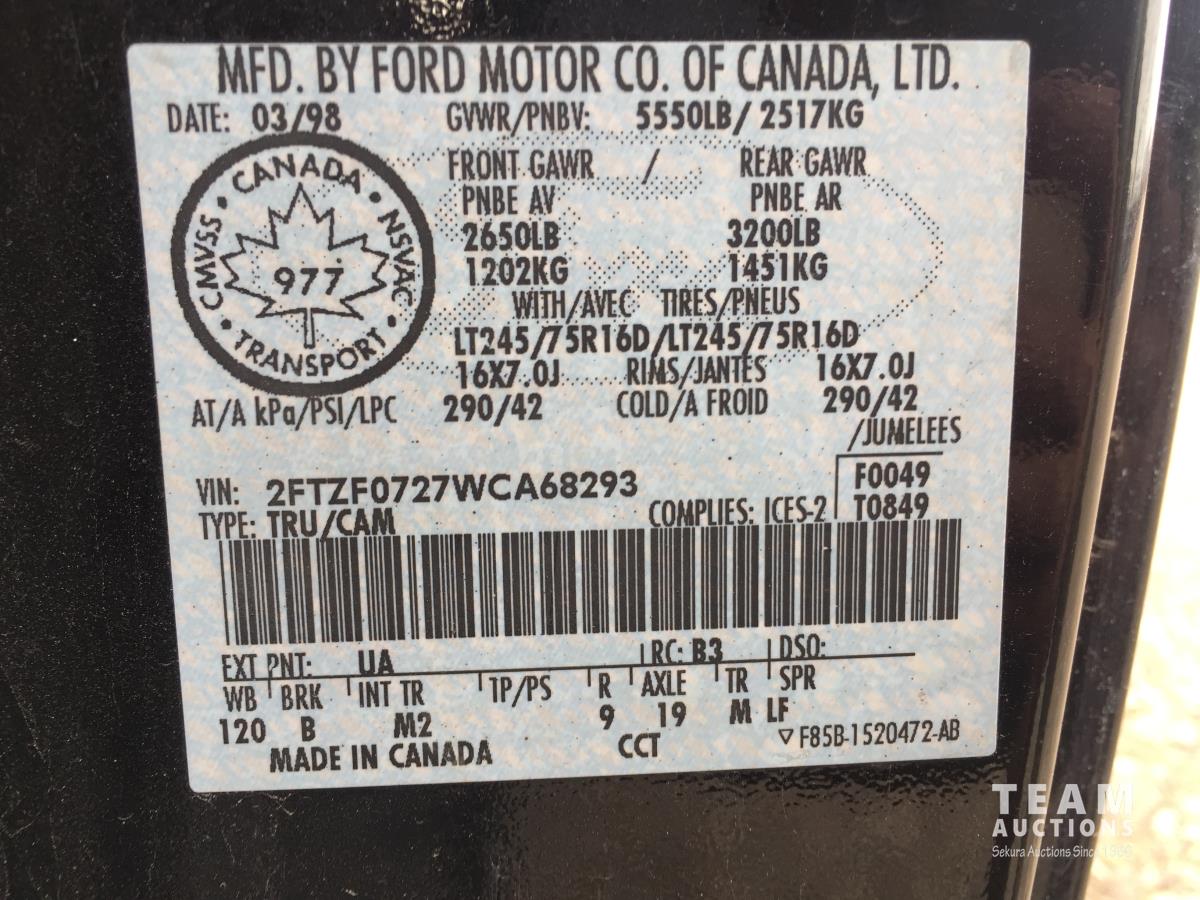 MFD. BY FORD MOTOR CO. OF CANADA, LTD.
DATE: 03/98 GVWR/PNBV: 5550LB/ 2517KG
CANADA
CMVSS
NSVAC
977
TRANSPORT
FRONT GAWR / REAR GAWR
PNBE AV PNBE AR
2650LB 3200LB
1202KG 1451KG
WITH/AVEC TIRES/PNEUS
LT245/75R16D/LT245/75R16D
16X7.0J RIMS/JANTES 16X7.0J
AT/A kPa/PSI/LPC 290/42 COLD/A FROID 290/42
/JUMELEES
VIN: 2FTZF0727WCA68293 F0049
TYPE: TRU/CAM COMPLIES: ICES-2 T0849
EXT PNT: UA RC: B3 DSO:
WB BRK INT TR TP/PS R AXLE TR SPR
120 B M2 9 19 M LF
MADE IN CANADA CCT ▽F85B-1520472-AB
TEAM
AUCTIONS
Sekura Auctions Since 1966